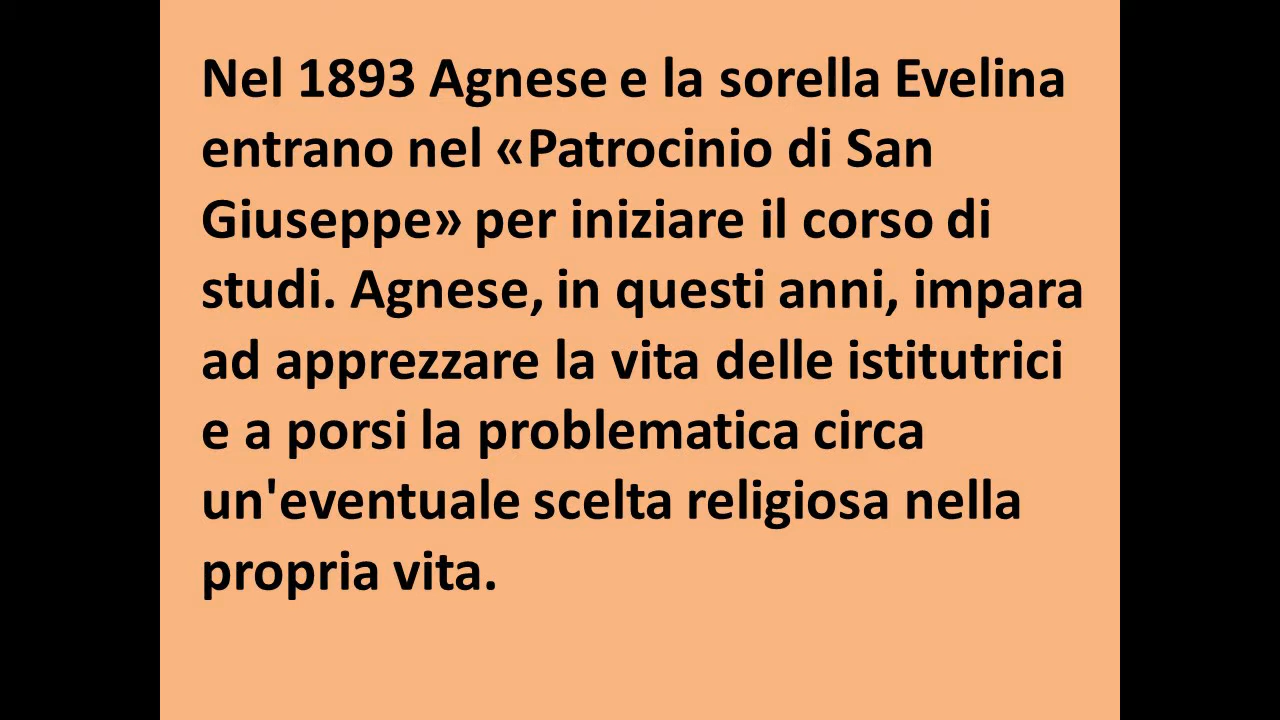 Nel 1893 Agnese e la sorella Evelina
entrano nel «Patrocinio di San
Giuseppe» per iniziare il corso di
studi. Agnese, in questi anni, impara
ad apprezzare la vita delle istitutrici
e a porsi la problematica circa
un'eventuale scelta religiosa nella
propria vita.